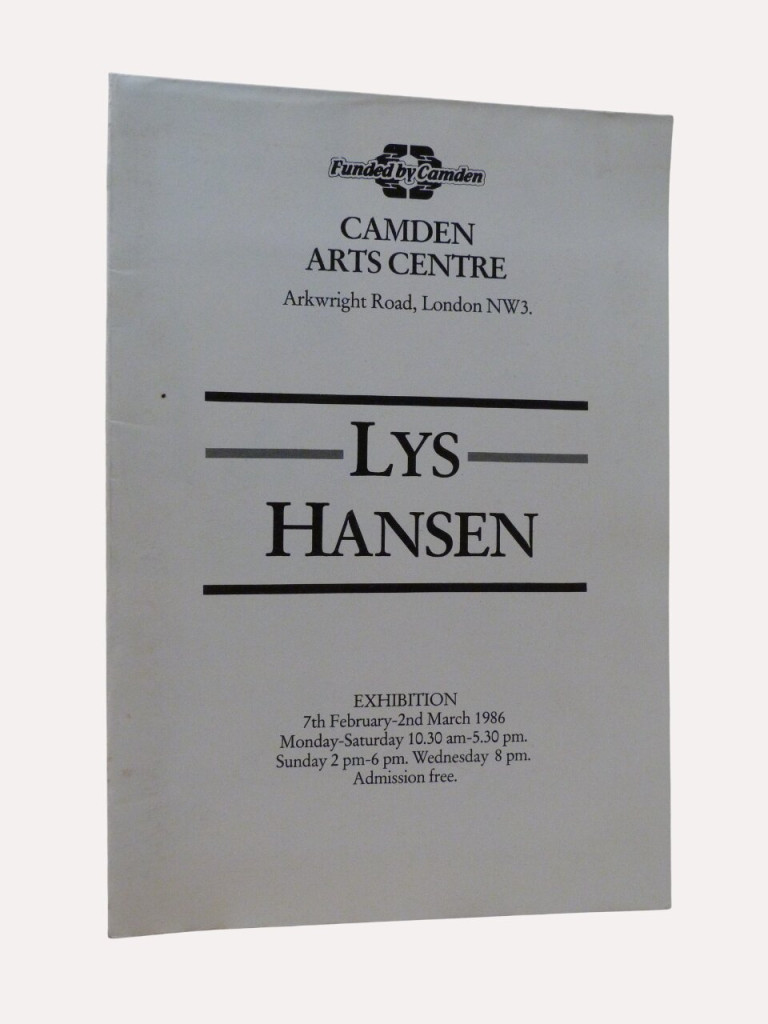 Funded by Camden
CAMDEN
ARTS CENTRE
Arkwright Road, London NW3.
LYS
HANSEN
EXHIBITION
7th February-2nd March 1986
Monday-Saturday 10.30 am-5.30 pm.
Sunday 2 pm-6 pm. Wednesday 8 pm.
Admission free.